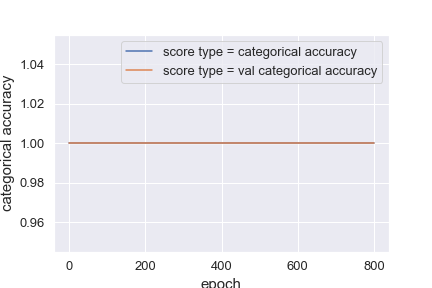 score type = categorical accuracy
score type = val categorical accuracy
categorical accuracy
1.04
1.02
1.00
0.98
0.96
0
200
400
600
800
epoch